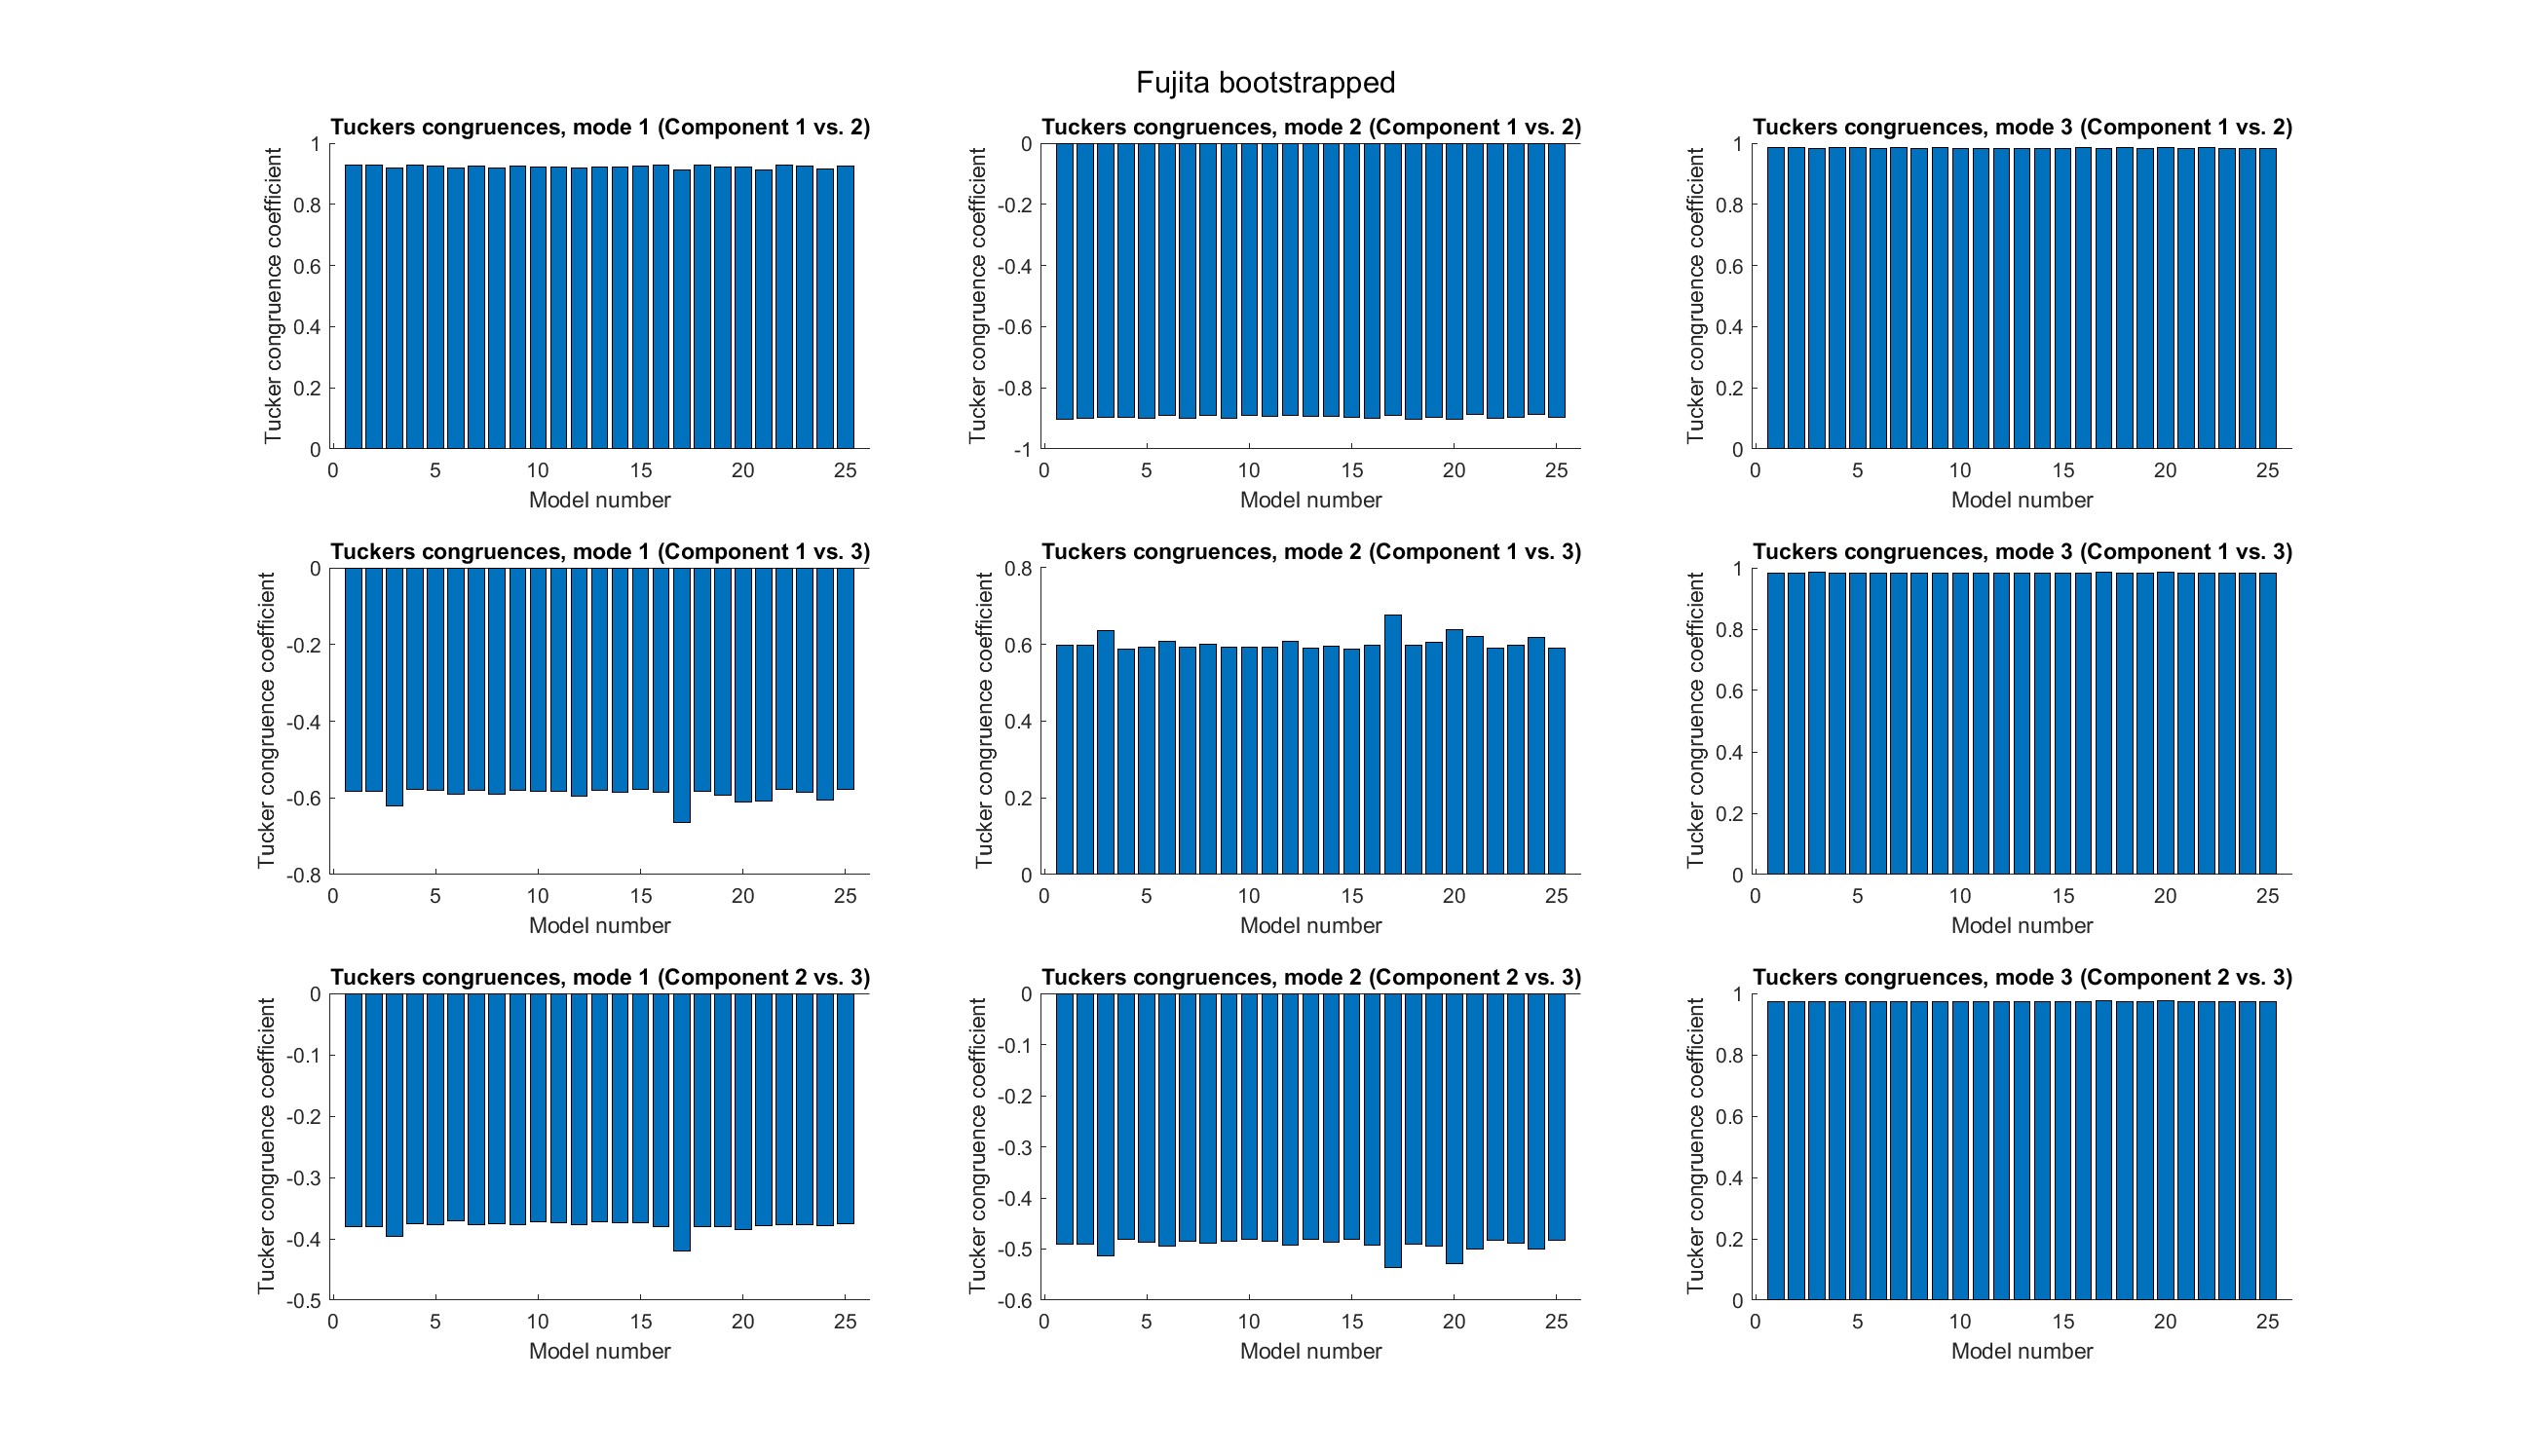 Fujita bootstrapped
Tuckers congruences, mode 1 (Component 1 vs. 2)
Tucker congruence coefficient
1
0.8
0.6
0.4
0.2
0
0 5 10 15 20 25
Model number
Tuckers congruences, mode 2 (Component 1 vs. 2)
Tucker congruence coefficient
0
-0.2
-0.4
-0.6
-0.8
-1
0 5 10 15 20 25
Model number
Tuckers congruences, mode 3 (Component 1 vs. 2)
Tucker congruence coefficient
1
0.8
0.6
0.4
0.2
0
0 5 10 15 20 25
Model number
Tuckers congruences, mode 1 (Component 1 vs. 3)
Tucker congruence coefficient
0
-0.2
-0.4
-0.6
-0.8
0 5 10 15 20 25
Model number
Tuckers congruences, mode 2 (Component 1 vs. 3)
Tucker congruence coefficient
0.8
0.6
0.4
0.2
0
0 5 10 15 20 25
Model number
Tuckers congruences, mode 3 (Component 1 vs. 3)
Tucker congruence coefficient
1
0.8
0.6
0.4
0.2
0
0 5 10 15 20 25
Model number
Tuckers congruences, mode 1 (Component 2 vs. 3)
Tucker congruence coefficient
0
-0.1
-0.2
-0.3
-0.4
-0.5
0 5 10 15 20 25
Model number
Tuckers congruences, mode 2 (Component 2 vs. 3)
Tucker congruence coefficient
0
-0.1
-0.2
-0.3
-0.4
-0.5
-0.6
0 5 10 15 20 25
Model number
Tuckers congruences, mode 3 (Component 2 vs. 3)
Tucker congruence coefficient
1
0.8
0.6
0.4
0.2
0
0 5 10 15 20 25
Model number